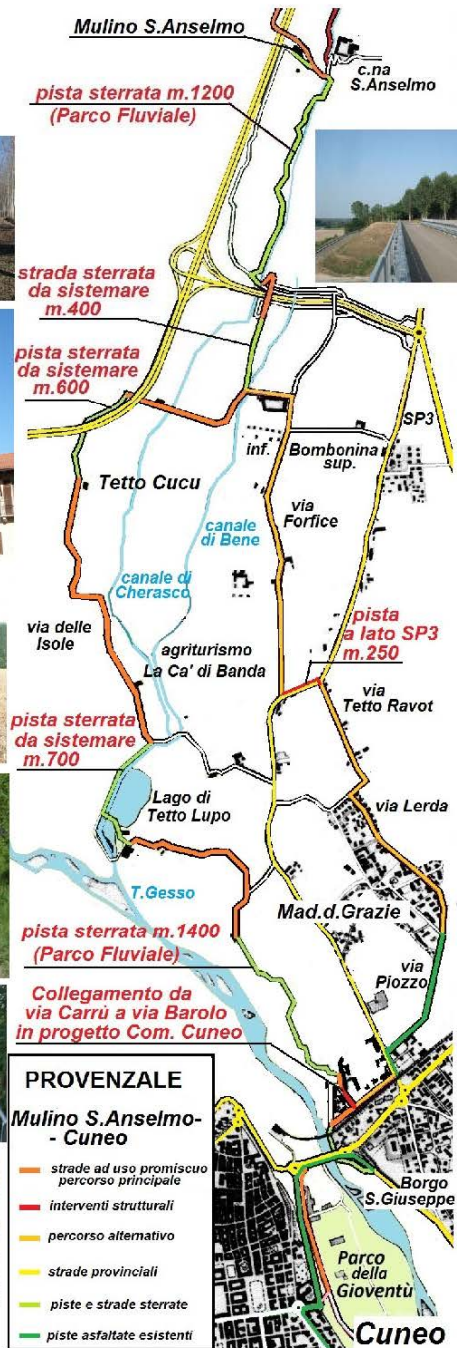 Mulino S.Anselmo
c.na
S.Anselmo
pista sterrata m.1200
(Parco Fluviale)
strada sterrata
da sistemare
m.400
pista sterrata
da sistemare
m.600
SP3
inf.
Bombonina
sup.
Tetto Cucu
via
Forfice
canale
di Bene
canale di
Cherasco
pista
a lato SP3
m.250
via delle
Isole
agriturismo
La Ca' di Banda
via
Tetto Ravot
pista sterrata
da sistemare
m.700
Lago di
Tetto Lupo
via Lerda
T.Gesso
Mad.d.Grazie
pista sterrata m.1400
(Parco Fluviale)
via
Piozzo
Collegamento da
via Carrù a via Barolo
in progetto Com. Cuneo
PROVENZALE
Mulino S.Anselmo-
- Cuneo
strade ad uso promiscuo
percorso principale
interventi strutturali
percorso alternativo
strade provinciali
piste e strade sterrate
piste asfaltate esistenti
Borgo
S.Giuseppe
Parco
della
Gioventù
Cuneo